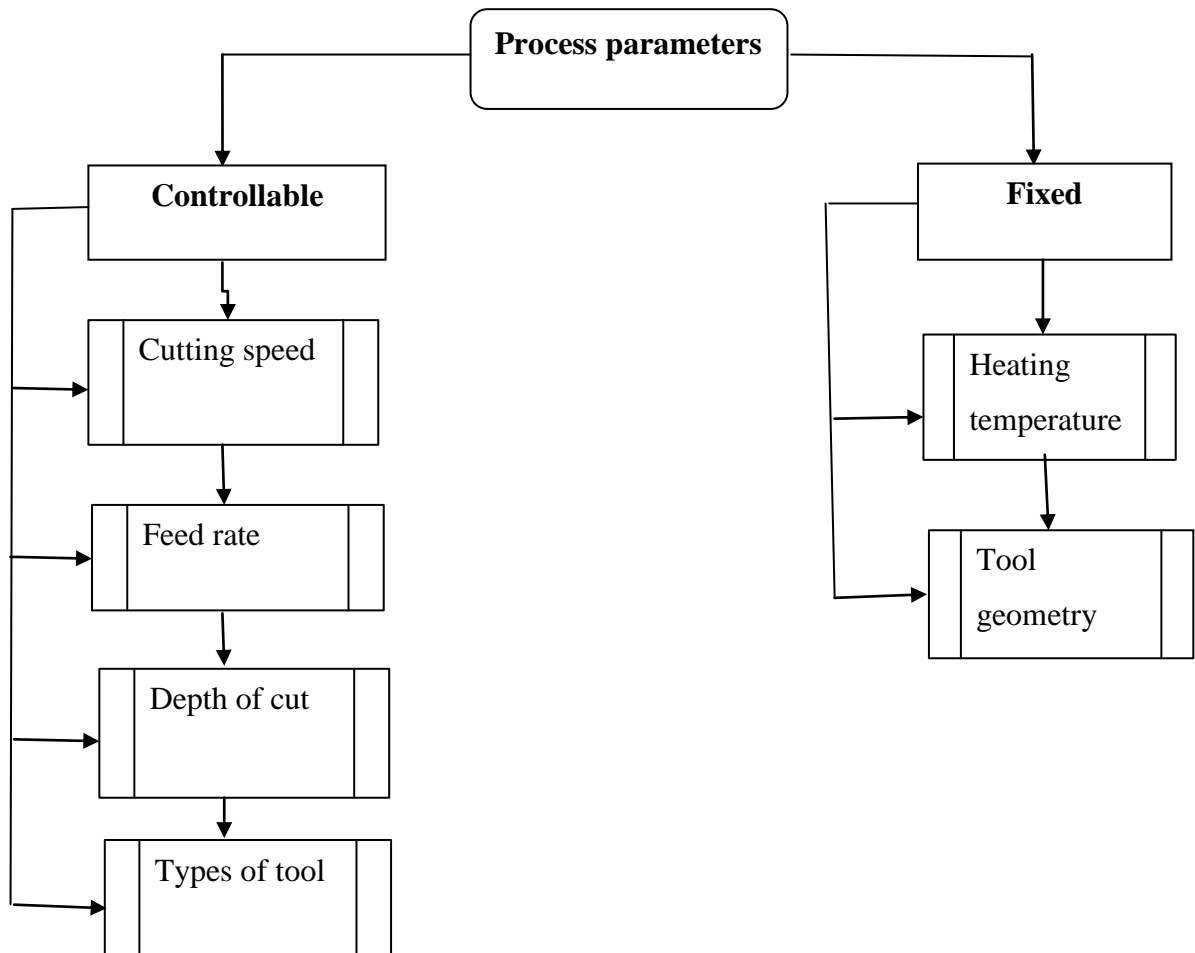 Process parameters
Controllable
Fixed
Cutting speed
Heating
temperature
Feed rate
Tool
geometry
Depth of cut
Types of tool